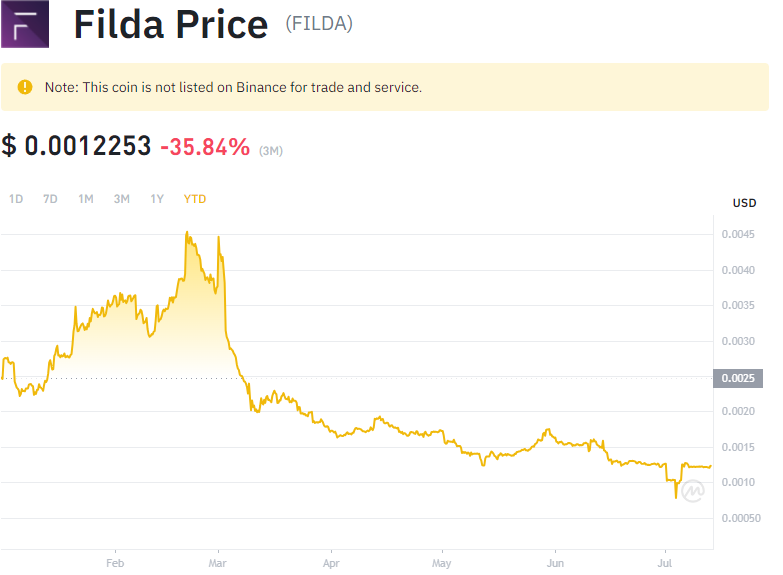 Filda Price (FILDA)
Note: This coin is not listed on Binance for trade and service.
$ 0.0012253 -35.84% (3M)
1D 7D 1M 3M 1Y YTD
USD
0.0045
0.0040
0.0035
0.0030
0.0025
0.0020
0.0015
0.0010
0.00050
Feb Mar Apr May Jun Jul